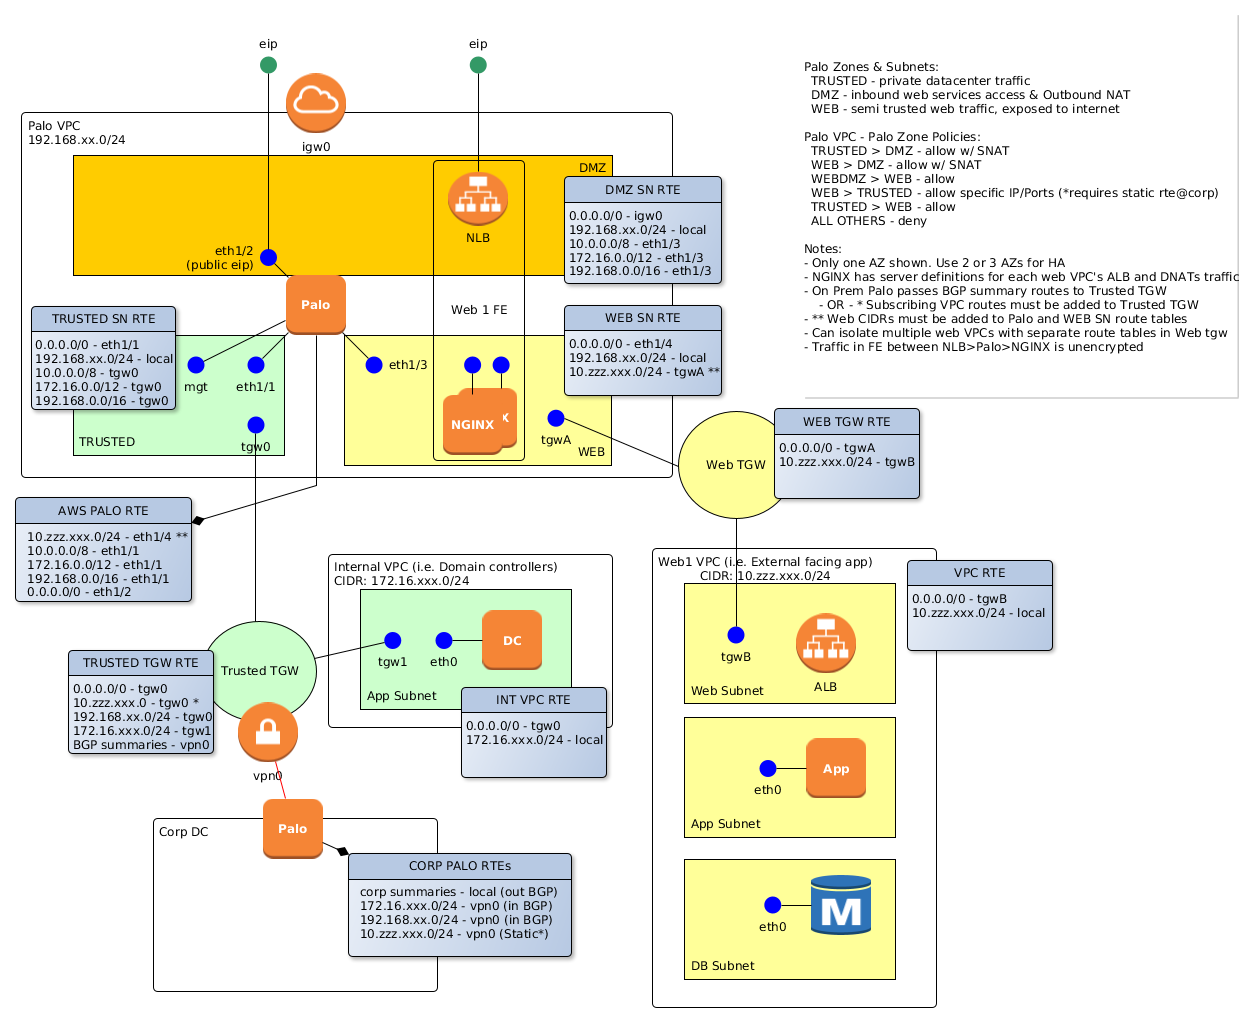 eip
eip
igw0
Palo VPC
192.168.xx.0/24
DMZ
NLB
eth1/2
(public eip)
Palo
Web 1 FE
DMZ SN RTE
0.0.0.0/0 - igw0
192.168.xx.0/24 - local
10.0.0.0/8 - eth1/3
172.16.0.0/12 - eth1/3
192.168.0.0/16 - eth1/3
TRUSTED SN RTE
0.0.0.0/0 - eth1/1
192.168.xx.0/24 - local
10.0.0.0/8 - tgw0
172.16.0.0/12 - tgw0
192.168.0.0/16 - tgw0
mgt
eth1/1
tgw0
TRUSTED
eth1/3
X
NGINX
tgwA
WEB
WEB SN RTE
0.0.0.0/0 - eth1/4
192.168.xx.0/24 - local
10.zzz.xxx.0/24 - tgwA **
Palo Zones & Subnets:
TRUSTED - private datacenter traffic
DMZ - inbound web services access & Outbound NAT
WEB - semi trusted web traffic, exposed to internet
Palo VPC - Palo Zone Policies:
TRUSTED > DMZ - allow w/ SNAT
WEB > DMZ - allow w/ SNAT
WEBDMZ > WEB - allow
WEB > TRUSTED - allow specific IP/Ports (*requires static rte@corp)
TRUSTED > WEB - allow
ALL OTHERS - deny
Notes:
- Only one AZ shown. Use 2 or 3 AZs for HA
- NGINX has server definitions for each web VPC's ALB and DNATs traffic
- On Prem Palo passes BGP summary routes to Trusted TGW
- OR - * Subscribing VPC routes must be added to Trusted TGW
- ** Web CIDRs must be added to Palo and WEB SN route tables
- Can isolate multiple web VPCs with separate route tables in Web tgw
- Traffic in FE between NLB>Palo>NGINX is unencrypted
Web TGW
WEB TGW RTE
0.0.0.0/0 - tgwA
10.zzz.xxx.0/24 - tgwB
AWS PALO RTE
10.zzz.xxx.0/24 - eth1/4 **
10.0.0.0/8 - eth1/1
172.16.0.0/12 - eth1/1
192.168.0.0/16 - eth1/1
0.0.0.0/0 - eth1/2
Internal VPC (i.e. Domain controllers)
CIDR: 172.16.xxx.0/24
tgw1
eth0
DC
App Subnet
INT VPC RTE
0.0.0.0/0 - tgw0
172.16.xxx.0/24 - local
Trusted TGW
TRUSTED TGW RTE
0.0.0.0/0 - tgw0
10.zzz.xxx.0 - tgw0 *
192.168.xx.0/24 - tgw0
172.16.xxx.0/24 - tgw1
BGP summaries - vpn0
vpn0
Corp DC
Palo
CORP PALO RTEs
corp summaries - local (out BGP)
172.16.xxx.0/24 - vpn0 (in BGP)
192.168.xx.0/24 - vpn0 (in BGP)
10.zzz.xxx.0/24 - vpn0 (Static*)
Web1 VPC (i.e. External facing app)
CIDR: 10.zzz.xxx.0/24
VPC RTE
0.0.0.0/0 - tgwB
10.zzz.xxx.0/24 - local
tgwB
ALB
Web Subnet
App
eth0
App Subnet
M
eth0
DB Subnet